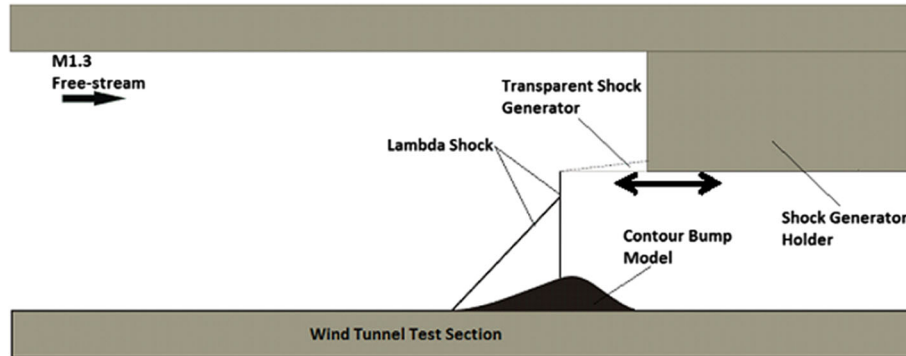 M1.3
Free-stream
Transparent Shock
Generator
Lambda Shock
Shock Generator
Holder
Contour Bump
Model
Wind Tunnel Test Section